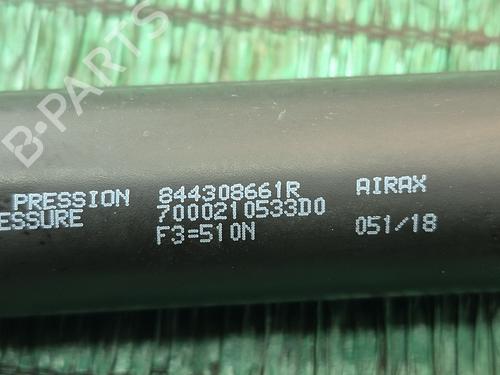 B-PARTS
PRESSION 844308661R AIRAX
ESSURE 7000210533D0
F3=510N 051/18